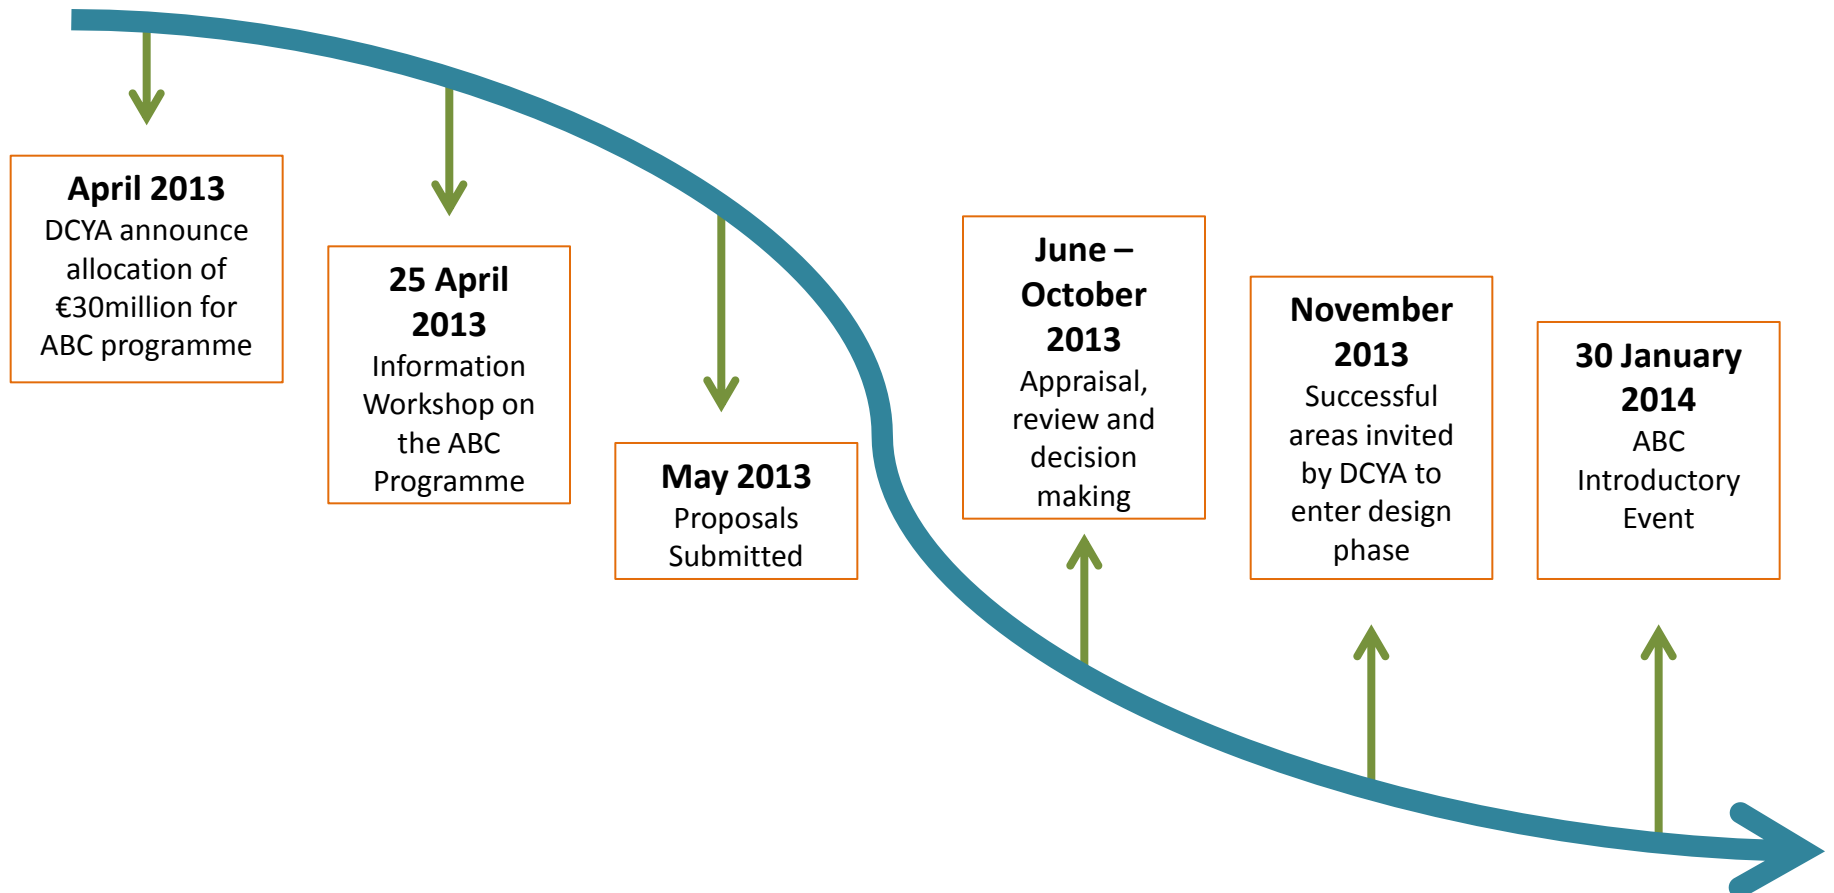 April 2013
DCYA announce
allocation of
€30million for
ABC programme
25 April
2013
Information
Workshop on
the ABC
Programme
May 2013
Proposals
Submitted
June –
October
2013
Appraisal,
review and
decision
making
November
2013
Successful
areas invited
by DCYA to
enter design
phase
30 January
2014
ABC
Introductory
Event